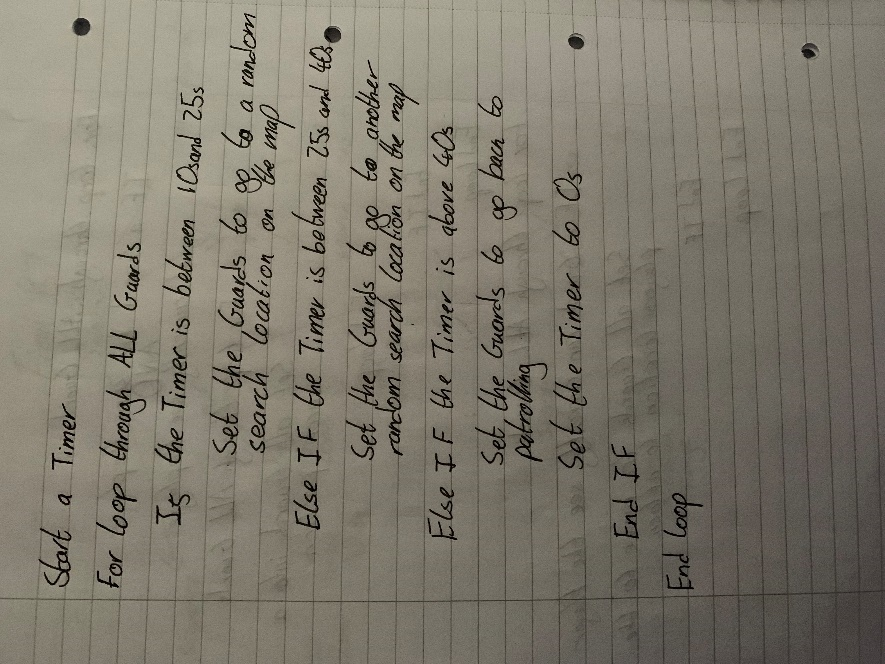 Start a Timer
For loop through ALL Guards
If the Timer is between 10s and 25s
Set the Guards to go to a random
search location on the map
Else IF the Timer is between 25s and 40s
Set the Guards to go to another
random search location on the map
Else IF the Timer is above 40s
Set the Guards to go back to
patrolling
Set the Timer to 0s
End IF
End loop